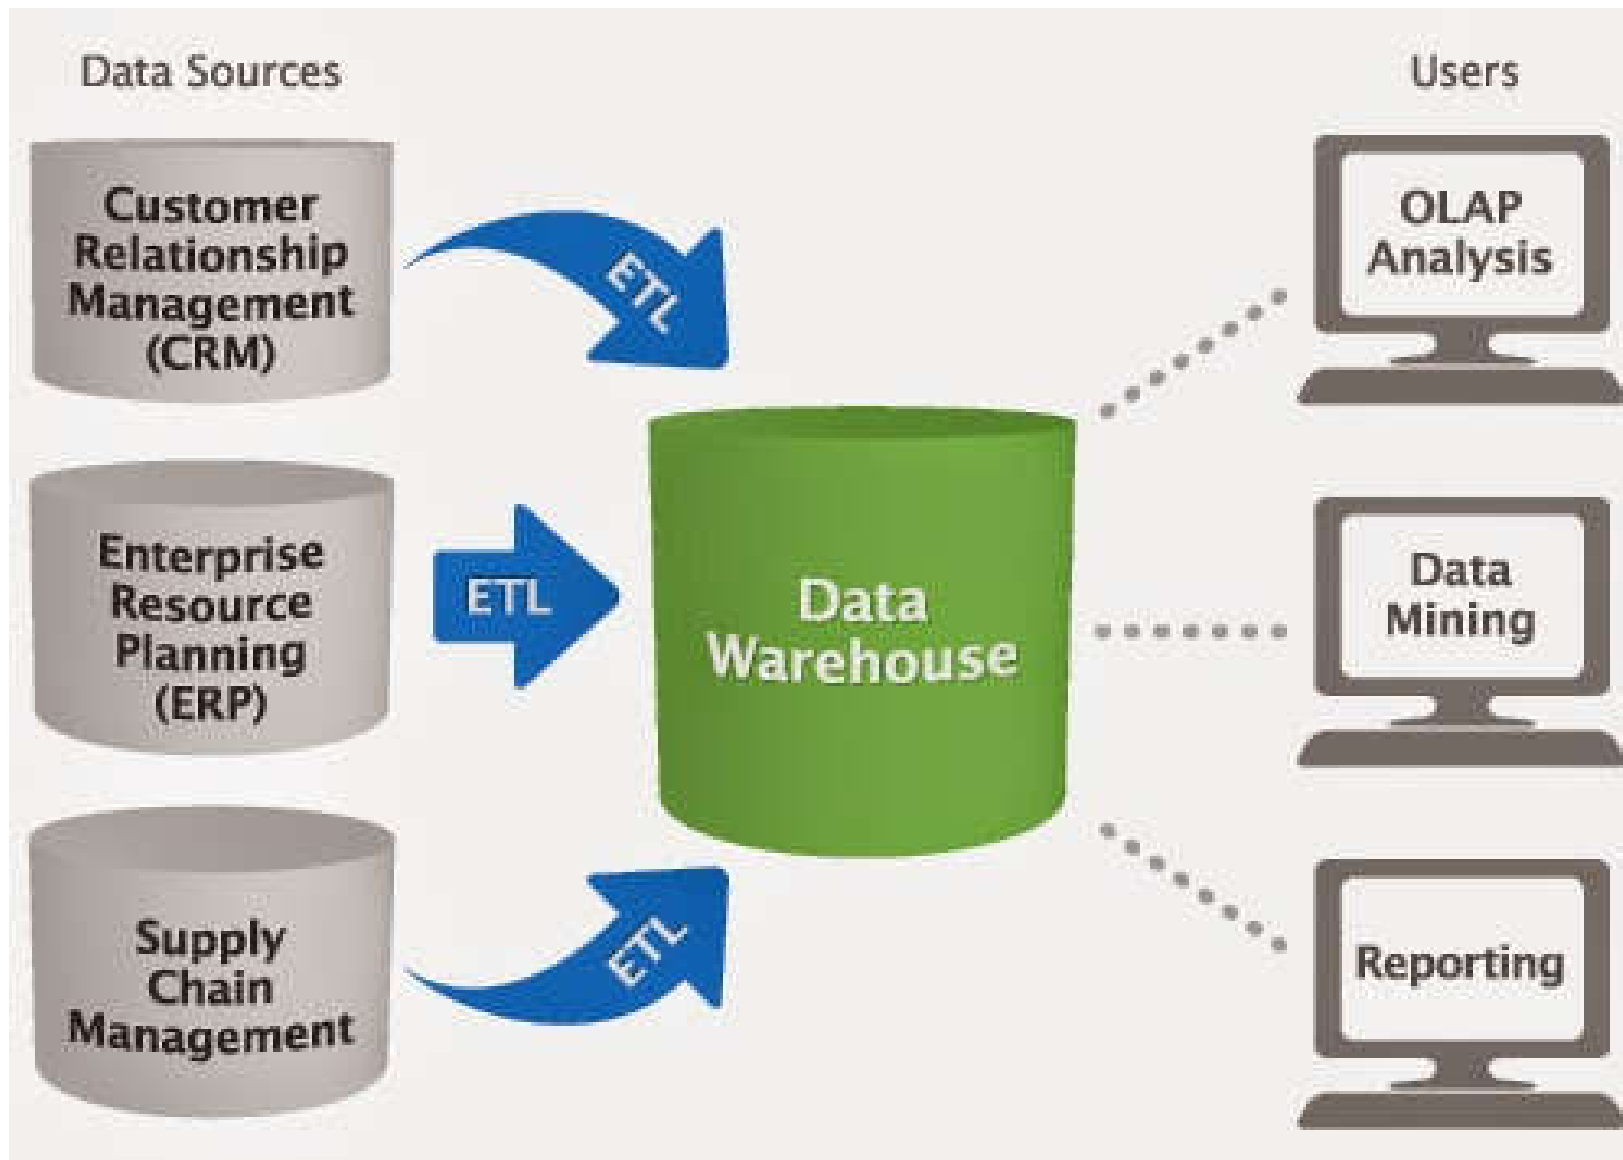 Data Sources
Users
Customer
Relationship
Management
(CRM)
ETL
OLAP
Analysis
Enterprise
Resource
Planning
(ERP)
ETL
Data
Warehouse
Data
Mining
Supply
Chain
Management
ETL
Reporting